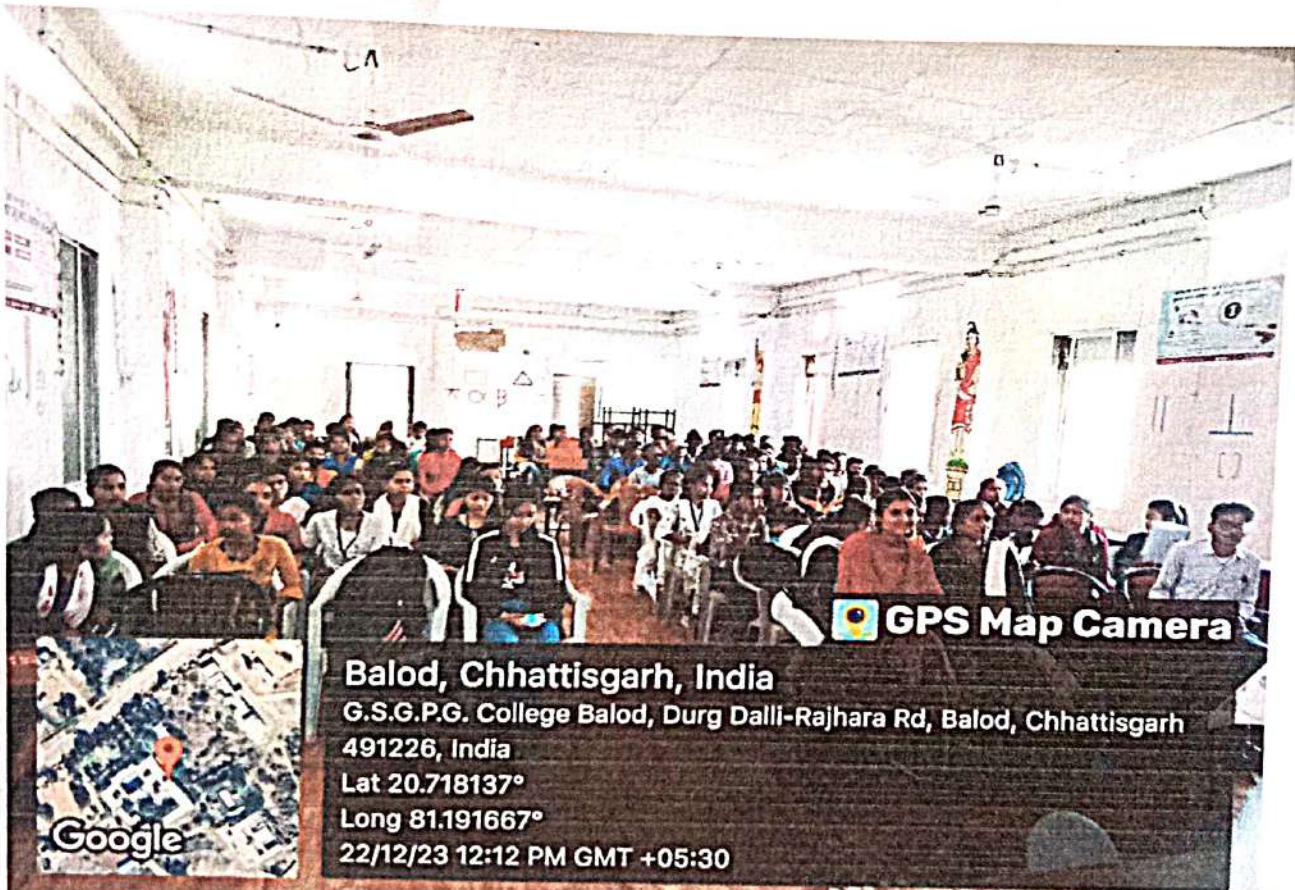 GPS Map Camera
Balod, Chhattisgarh, India
G.S.G.P.G. College Balod, Durg Dalli-Rajhara Rd, Balod, Chhattisgarh
491226, India
Lat 20.718137°
Long 81.191667°
22/12/23 12:12 PM GMT +05:30
Google